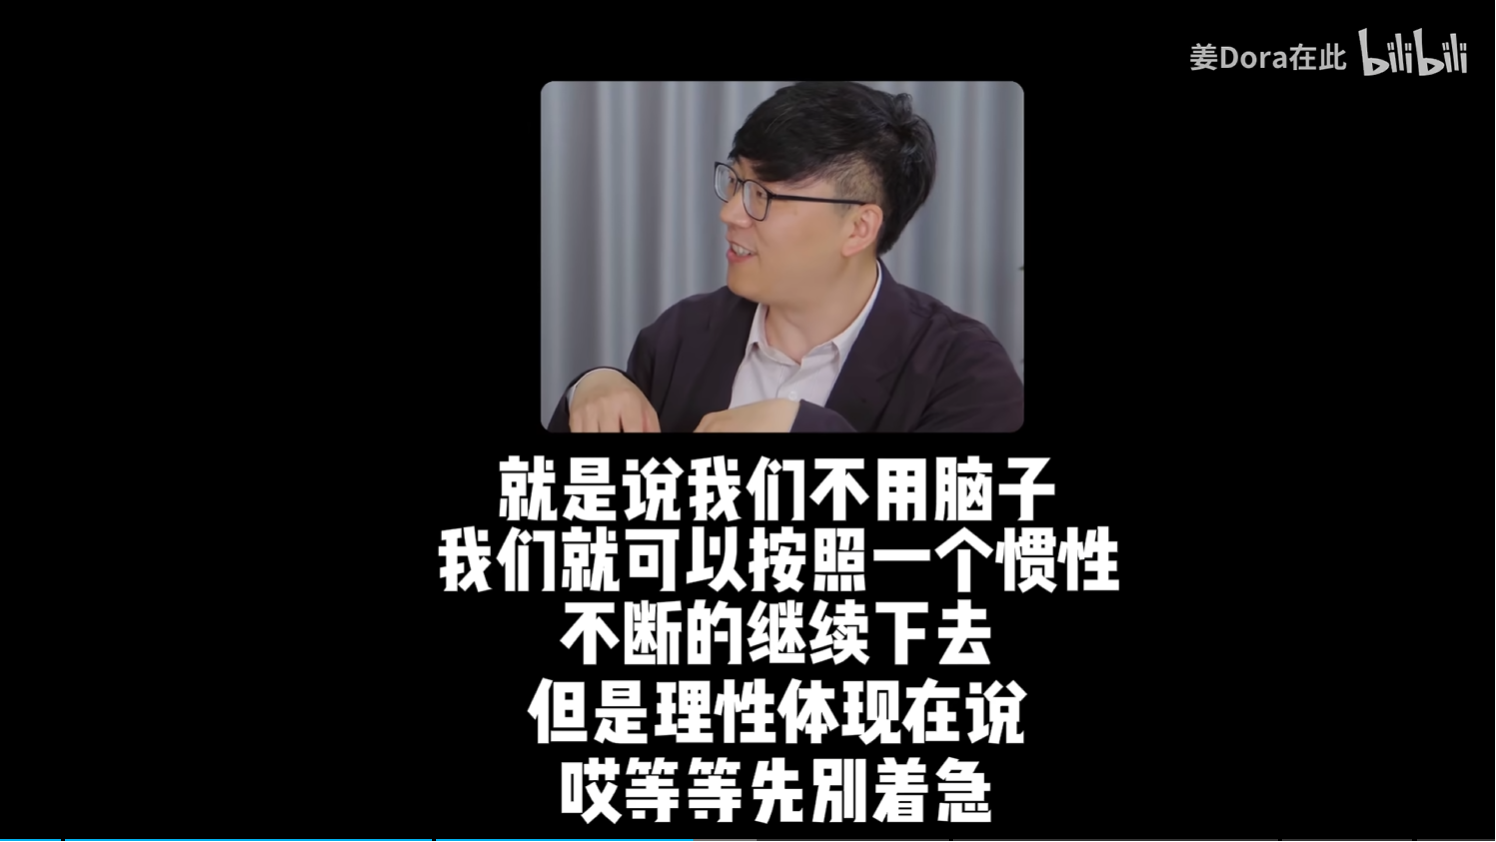 姜Dora在此 bilibili
就是说我们不用脑子
我们就可以按照一个惯性
不断的继续下去
但是理性体现在说
哎等等先别着急